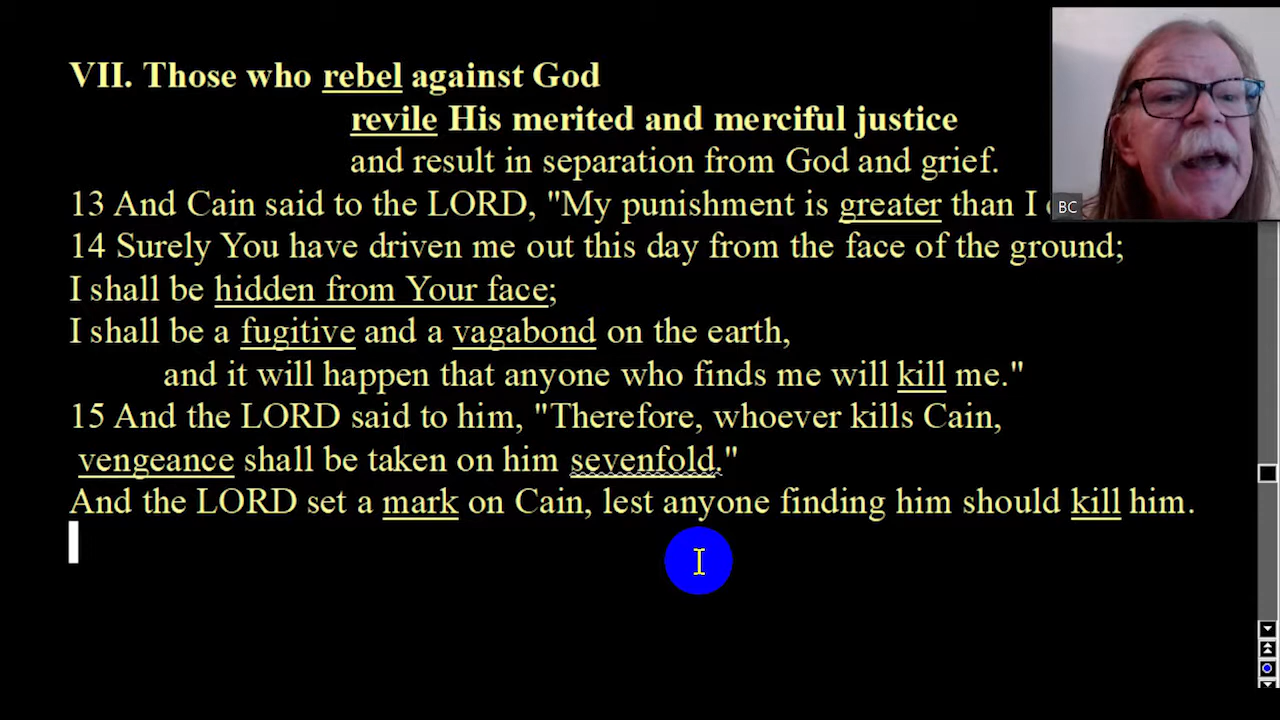 VII. Those who rebel against God
revile His merited and merciful justice
and result in separation from God and grief.
13 And Cain said to the LORD, "My punishment is greater than I
14 Surely You have driven me out this day from the face of the ground;
I shall be hidden from Your face;
I shall be a fugitive and a vagabond on the earth,
and it will happen that anyone who finds me will kill me."
15 And the LORD said to him, "Therefore, whoever kills Cain,
vengeance shall be taken on him sevenfold."
And the LORD set a mark on Cain, lest anyone finding him should kill him.
BC